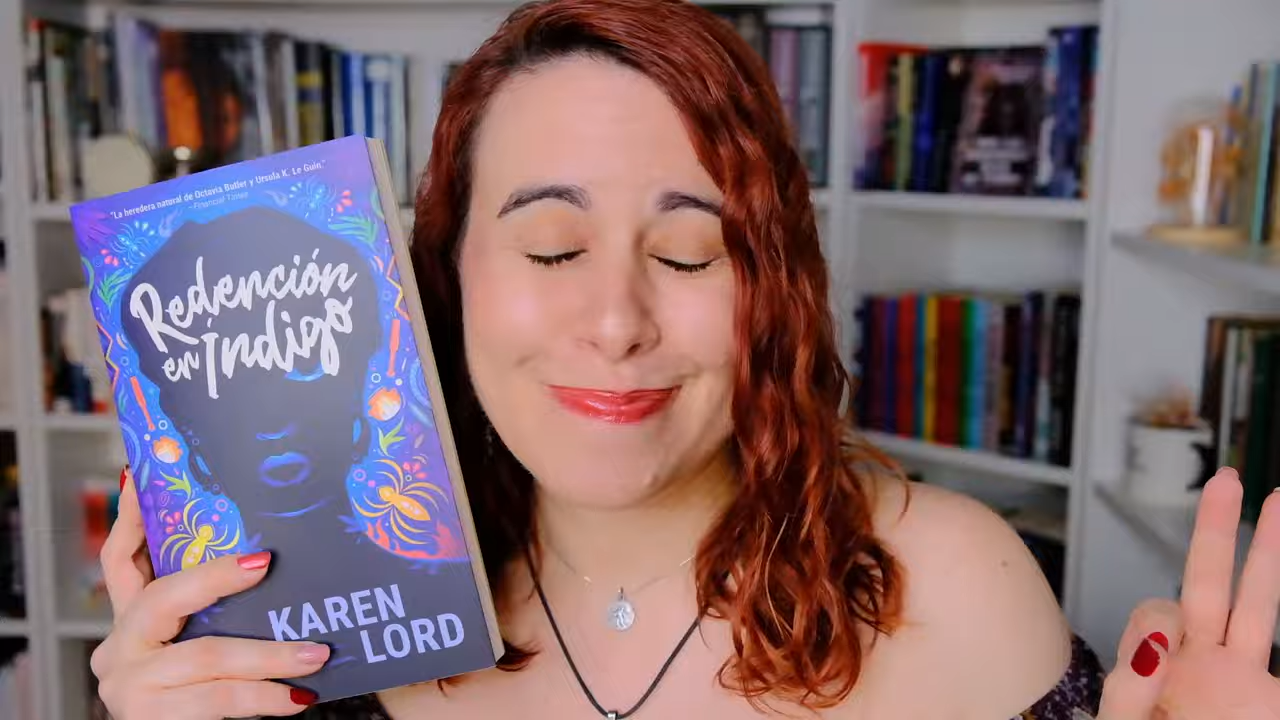 "La heredera natural de Octavia Butler y Ursula K. Le Guin."
—Financial Times
Redención
en Índigo
KAREN
LORD